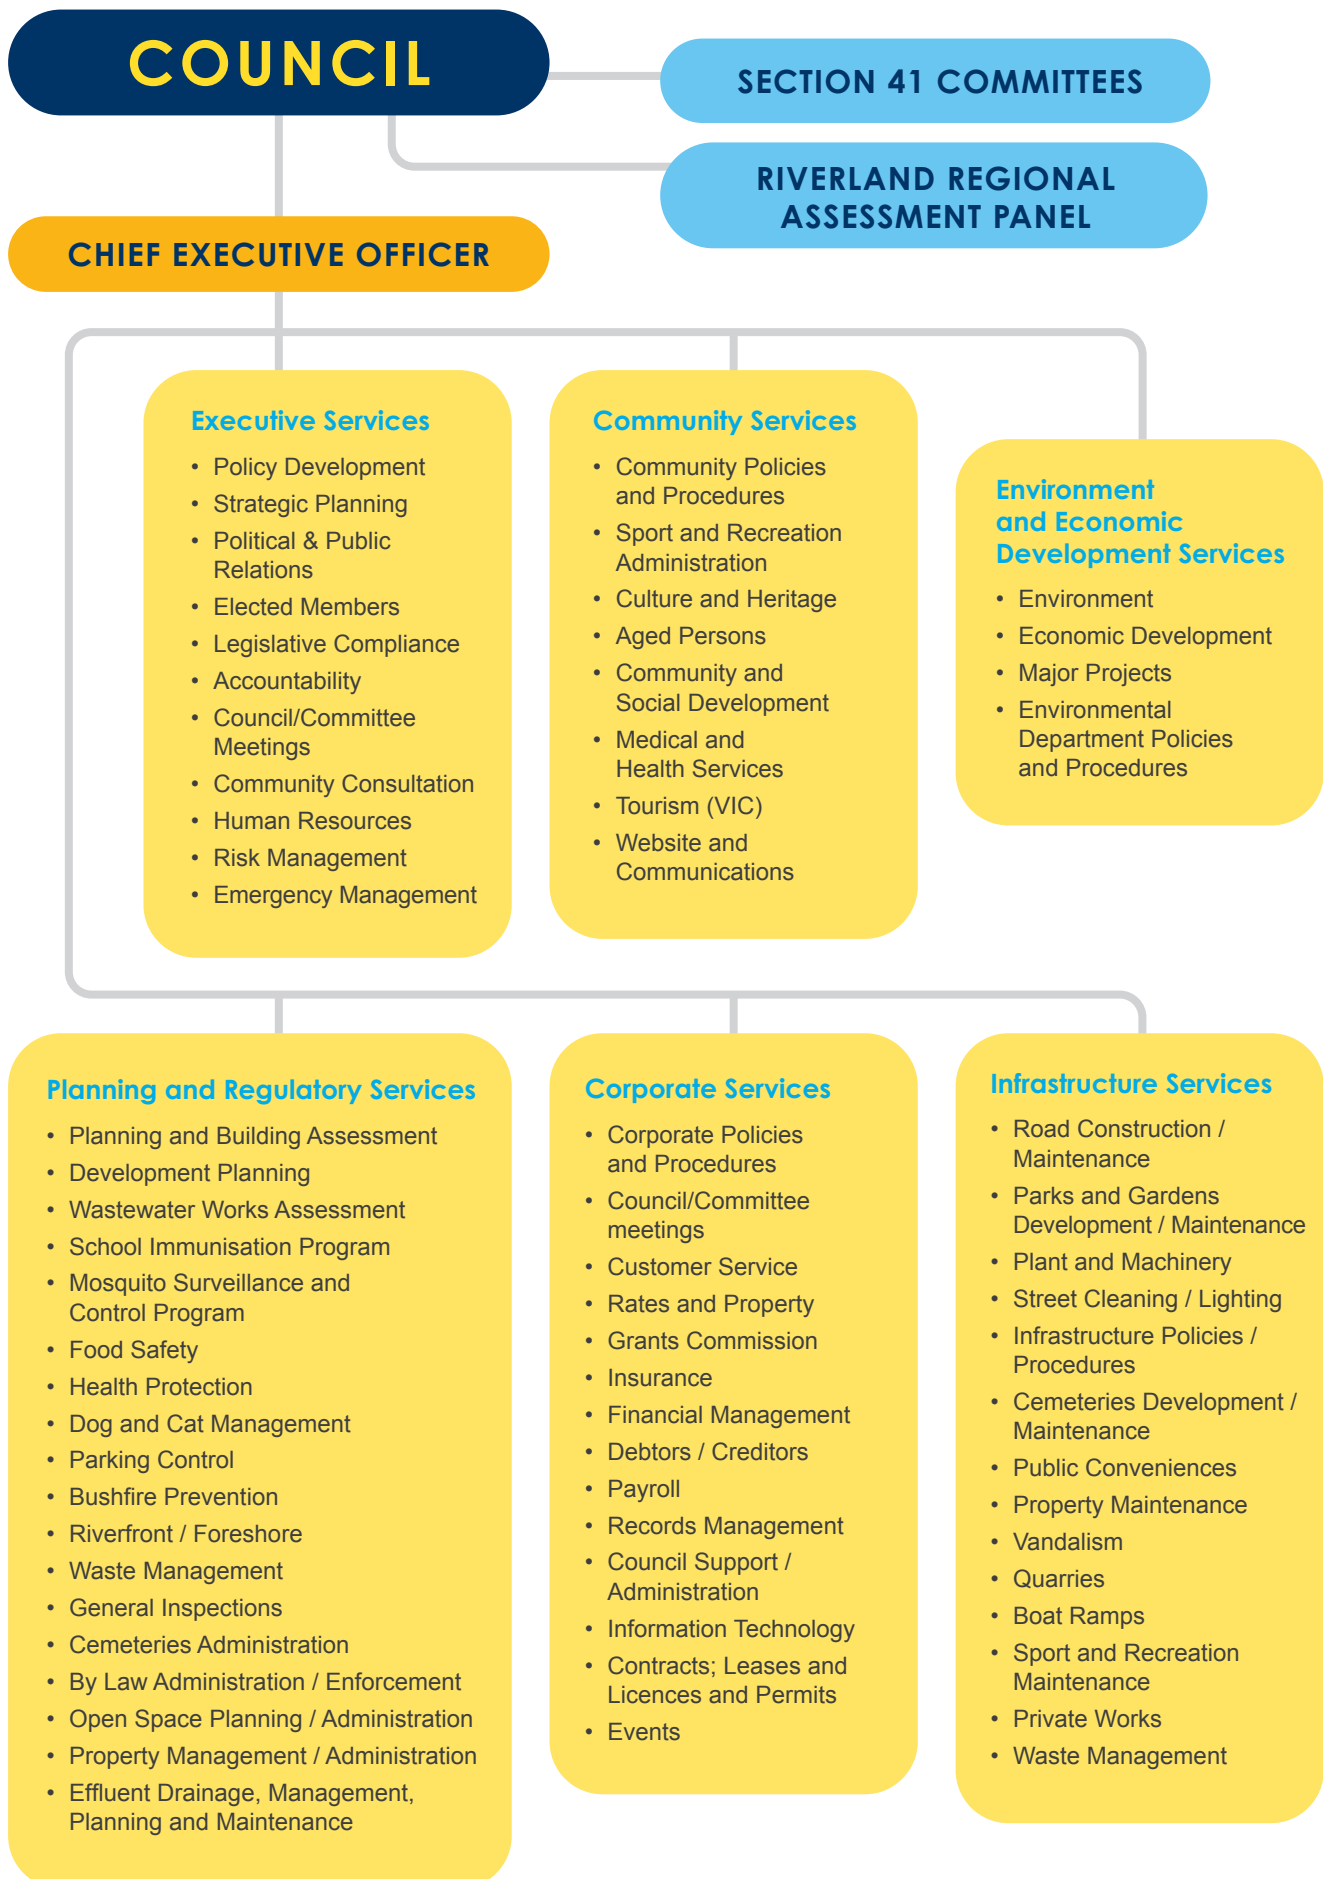 COUNCIL
SECTION 41 COMMITTEES
RIVERLAND REGIONAL
ASSESSMENT PANEL
CHIEF EXECUTIVE OFFICER
Executive Services
• Policy Development
• Strategic Planning
• Political & Public
Relations
• Elected Members
• Legislative Compliance
• Accountability
• Council/Committee
Meetings
• Community Consultation
• Human Resources
• Risk Management
• Emergency Management
Community Services
• Community Policies
and Procedures
• Sport and Recreation
Administration
• Culture and Heritage
• Aged Persons
• Community and
Social Development
• Medical and
Health Services
• Tourism (VIC)
• Website and
Communications
Environment
and Economic
Development Services
• Environment
• Economic Development
• Major Projects
• Environmental
Department Policies
and Procedures
Planning and Regulatory Services
• Planning and Building Assessment
• Development Planning
• Wastewater Works Assessment
• School Immunisation Program
• Mosquito Surveillance and
Control Program
• Food Safety
• Health Protection
• Dog and Cat Management
• Parking Control
• Bushfire Prevention
• Riverfront / Foreshore
• Waste Management
• General Inspections
• Cemeteries Administration
• By Law Administration / Enforcement
• Open Space Planning / Administration
• Property Management / Administration
• Effluent Drainage, Management,
Planning and Maintenance
Corporate Services
• Corporate Policies
and Procedures
• Council/Committee
meetings
• Customer Service
• Rates and Property
• Grants Commission
• Insurance
• Financial Management
• Debtors / Creditors
• Payroll
• Records Management
• Council Support /
Administration
• Information Technology
• Contracts; Leases and
Licences and Permits
• Events
Infrastructure Services
• Road Construction /
Maintenance
• Parks and Gardens
Development / Maintenance
• Plant and Machinery
• Street Cleaning / Lighting
• Infrastructure Policies /
Procedures
• Cemeteries Development /
Maintenance
• Public Conveniences
• Property Maintenance
• Vandalism
• Quarries
• Boat Ramps
• Sport and Recreation
Maintenance
• Private Works
• Waste Management